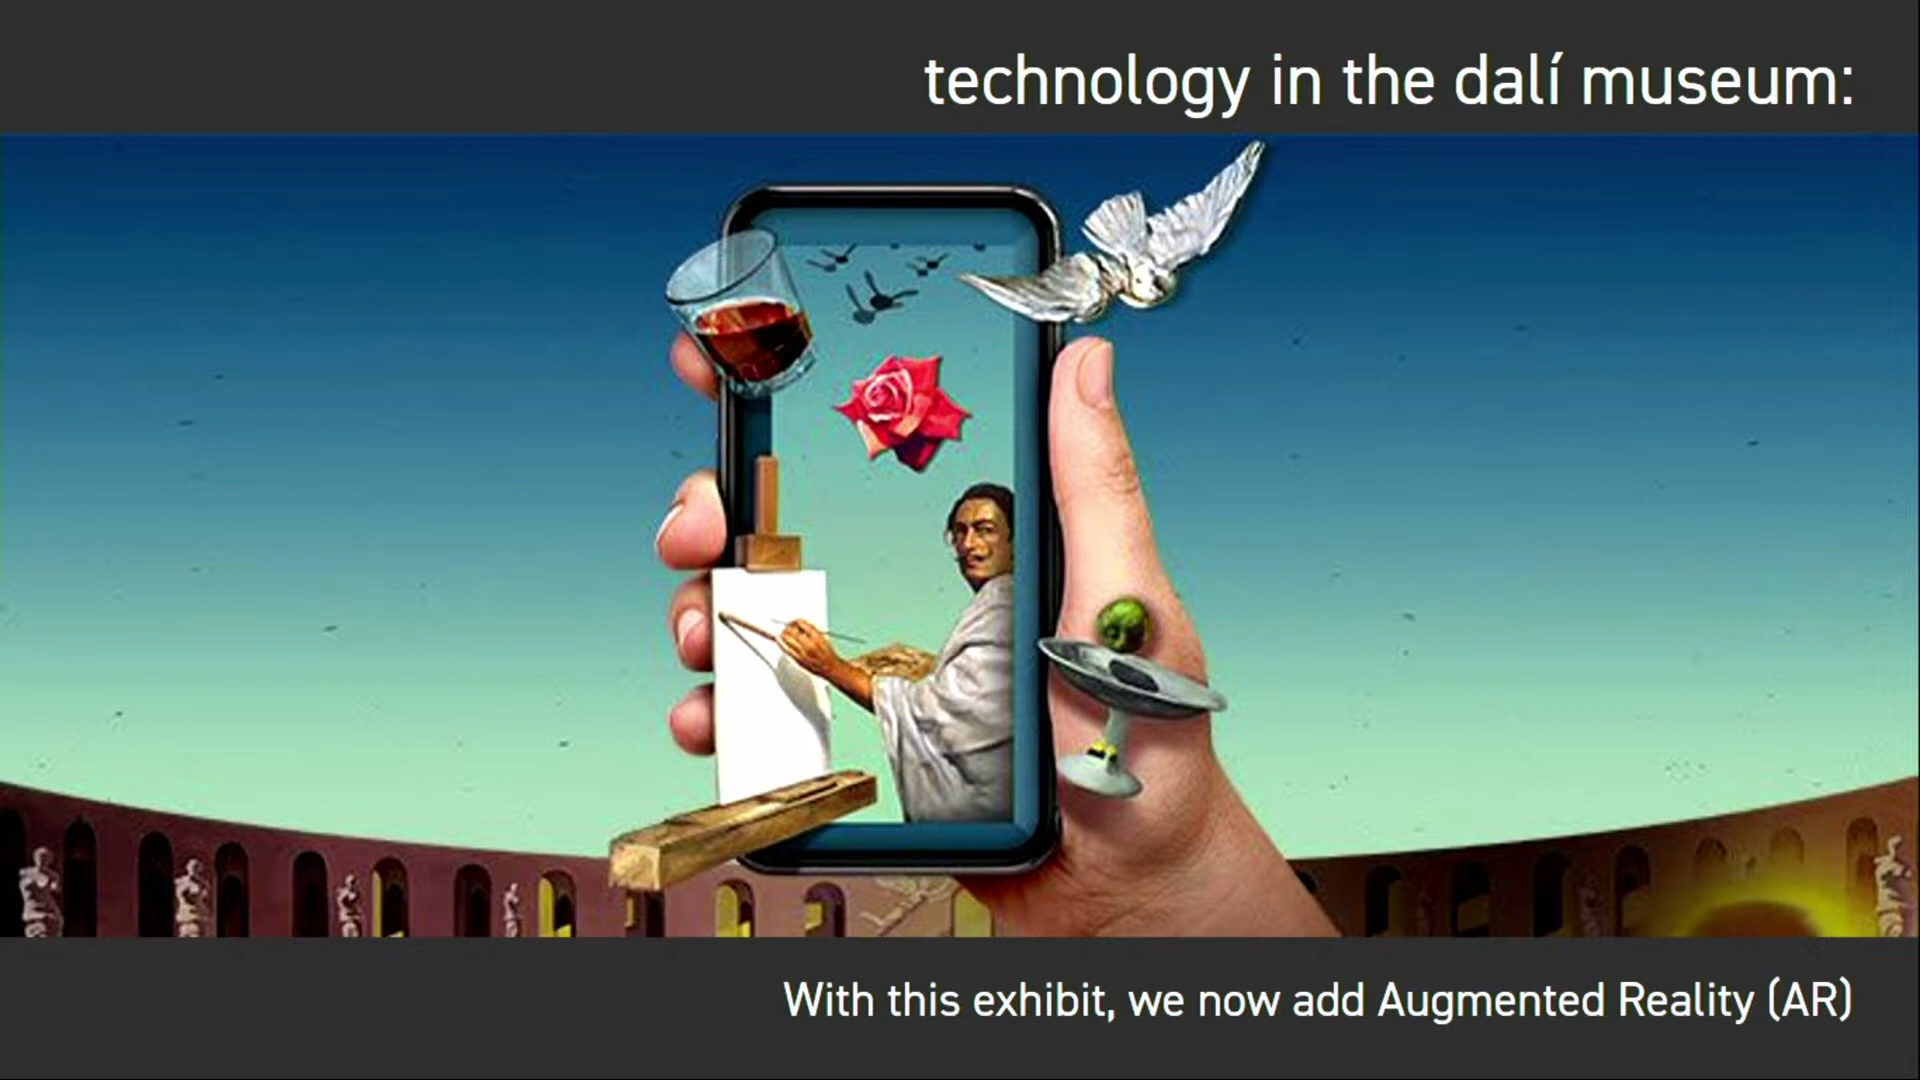 technology in the dalí museum:
With this exhibit, we now add Augmented Reality (AR)